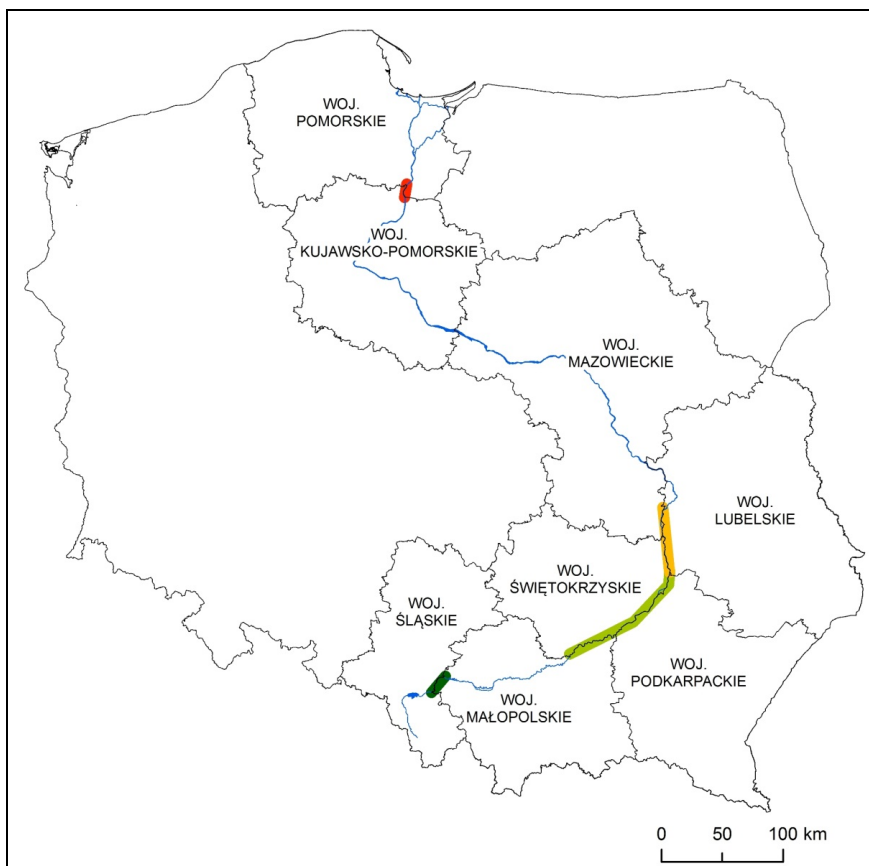 WOJ.
POMORSKIE
WOJ.
KUJAWSKO-POMORSKIE
WOJ.
MAZOWIECKIE
WOJ.
LUBELSKIE
WOJ.
ŚWIĘTOKRZYSKIE
WOJ.
ŚLĄSKIE
WOJ.
PODKARPACKIE
WOJ.
MAŁOPOLSKIE
0 50 100 km